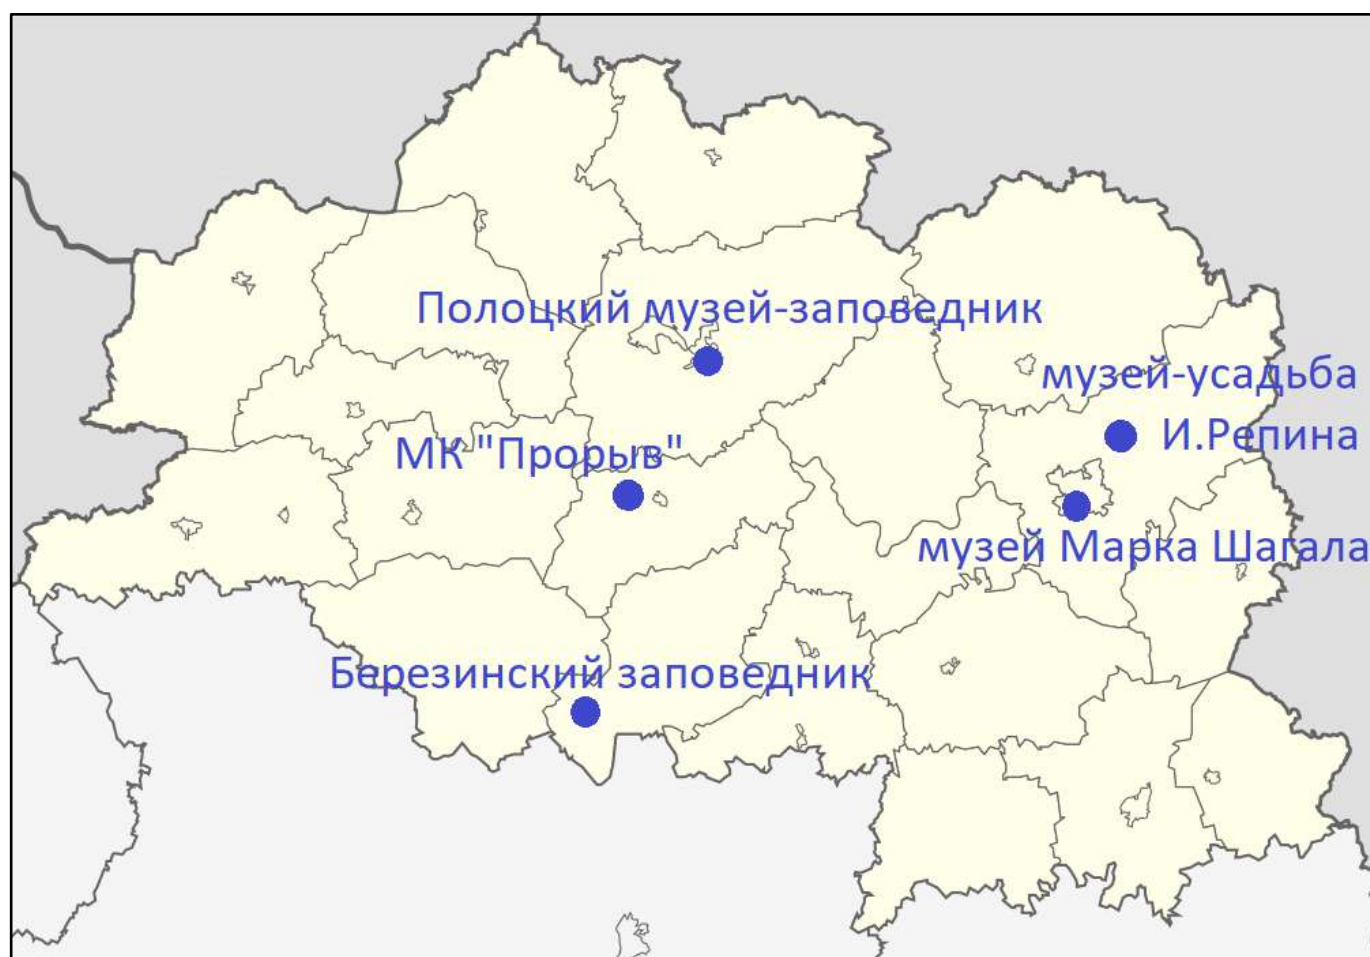 Полоцкий музей-заповедник
музей-усадьба
И.Репина
МК "Прорыв"
музей Марка Шагала
Березинский заповедник